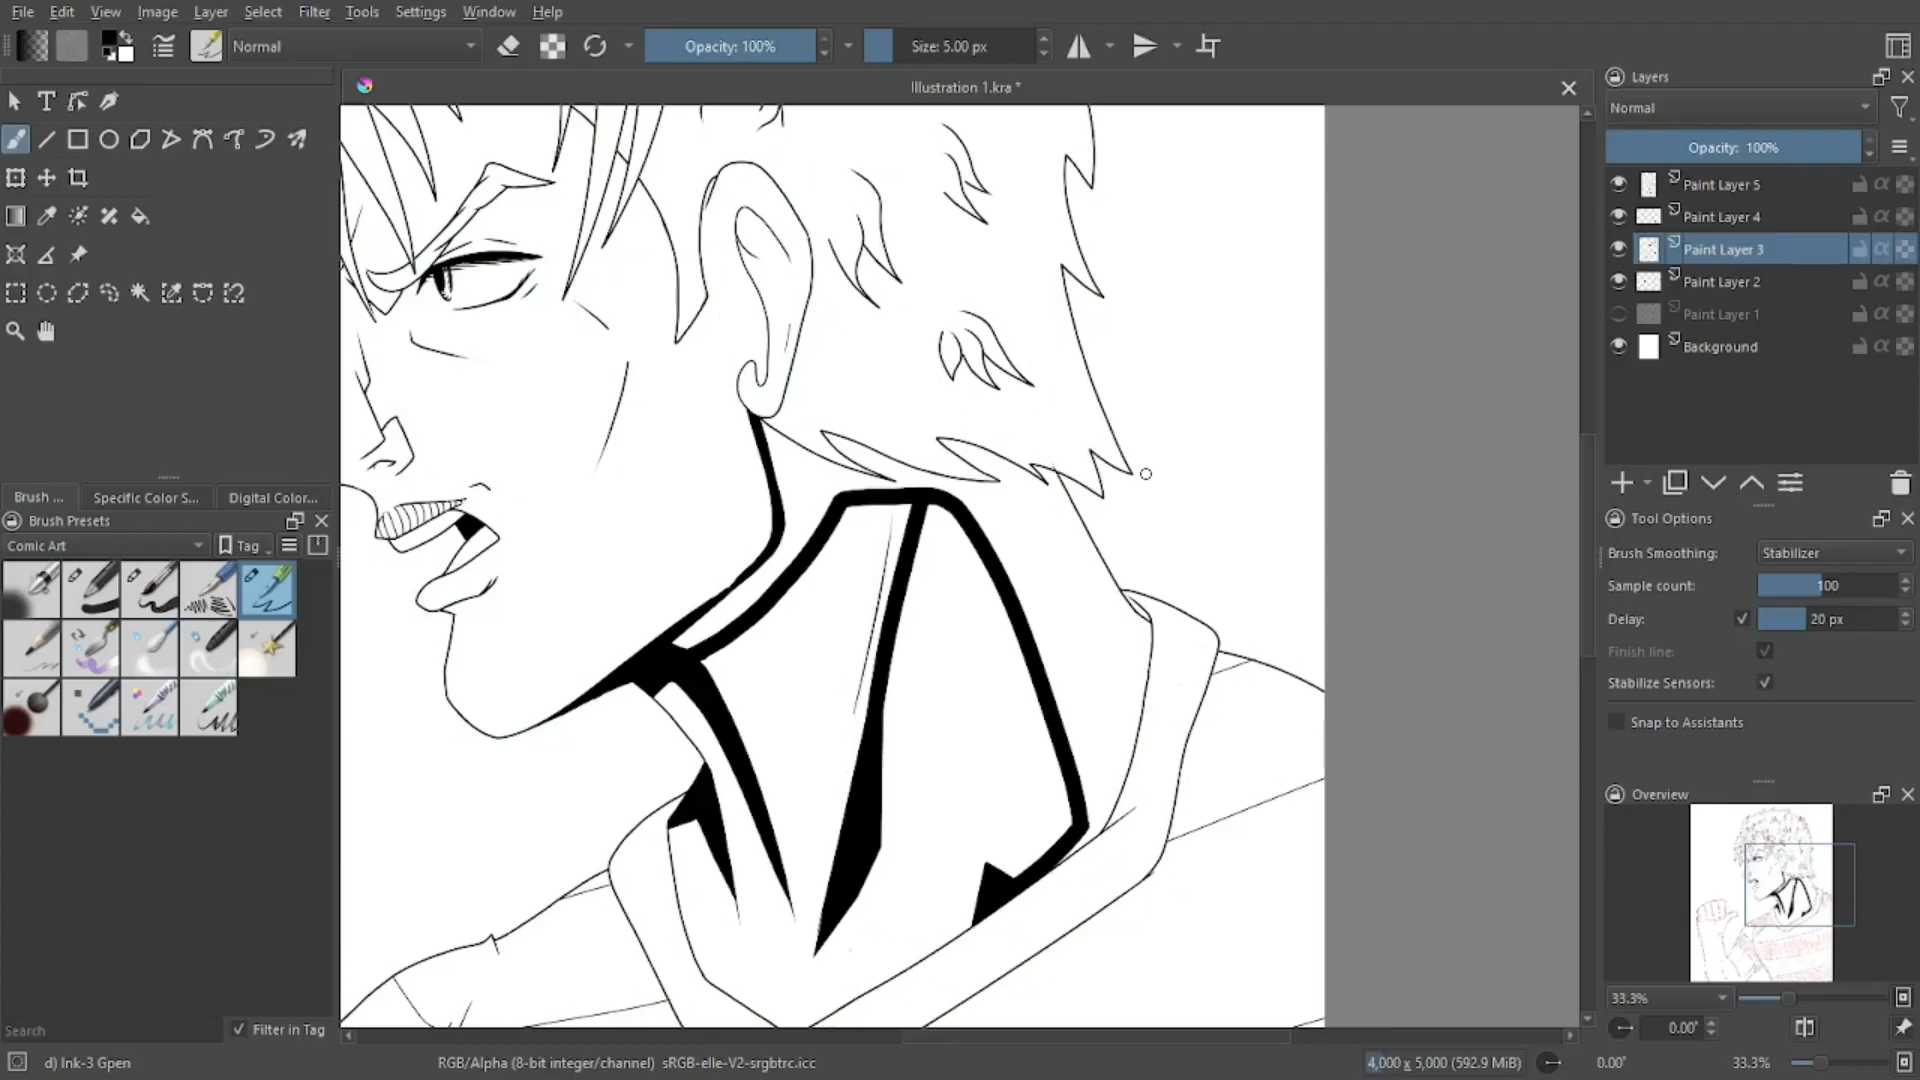 File Edit View Image Layer Select Filter Tools Settings Window Help
Normal
Opacity: 100%
Size: 5.00 px
Illustration 1.kra *
Layers
Normal
Opacity: 100%
Paint Layer 5
Paint Layer 4
Paint Layer 3
Paint Layer 2
Paint Layer 1
Background
Brush ...
Specific Color S...
Digital Color...
Brush Presets
Comic Art
Tag
Search
Filter in Tag
Tool Options
Brush Smoothing:
Stabilizer
Sample count:
100
Delay:
20 px
Finish line:
Stabilize Sensors:
Snap to Assistants
Overview
33.3%
0.00°
d) Ink-3 Gpen
RGB/Alpha (8-bit integer/channel) sRGB-elle-V2-srgbtrc.icc
4,000 x 5,000 (592.9 MiB)
0.00°
33.3%